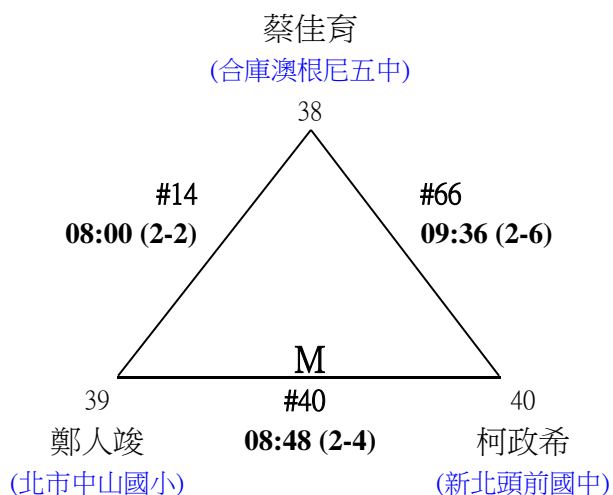 蔡佳育
(合庫澳根尼五中)
38
#14
08:00 (2-2)
#66
09:36 (2-6)
M
39
#40
40
鄭人竣
08:48 (2-4)
柯政希
(北市中山國小)
(新北頭前國中)